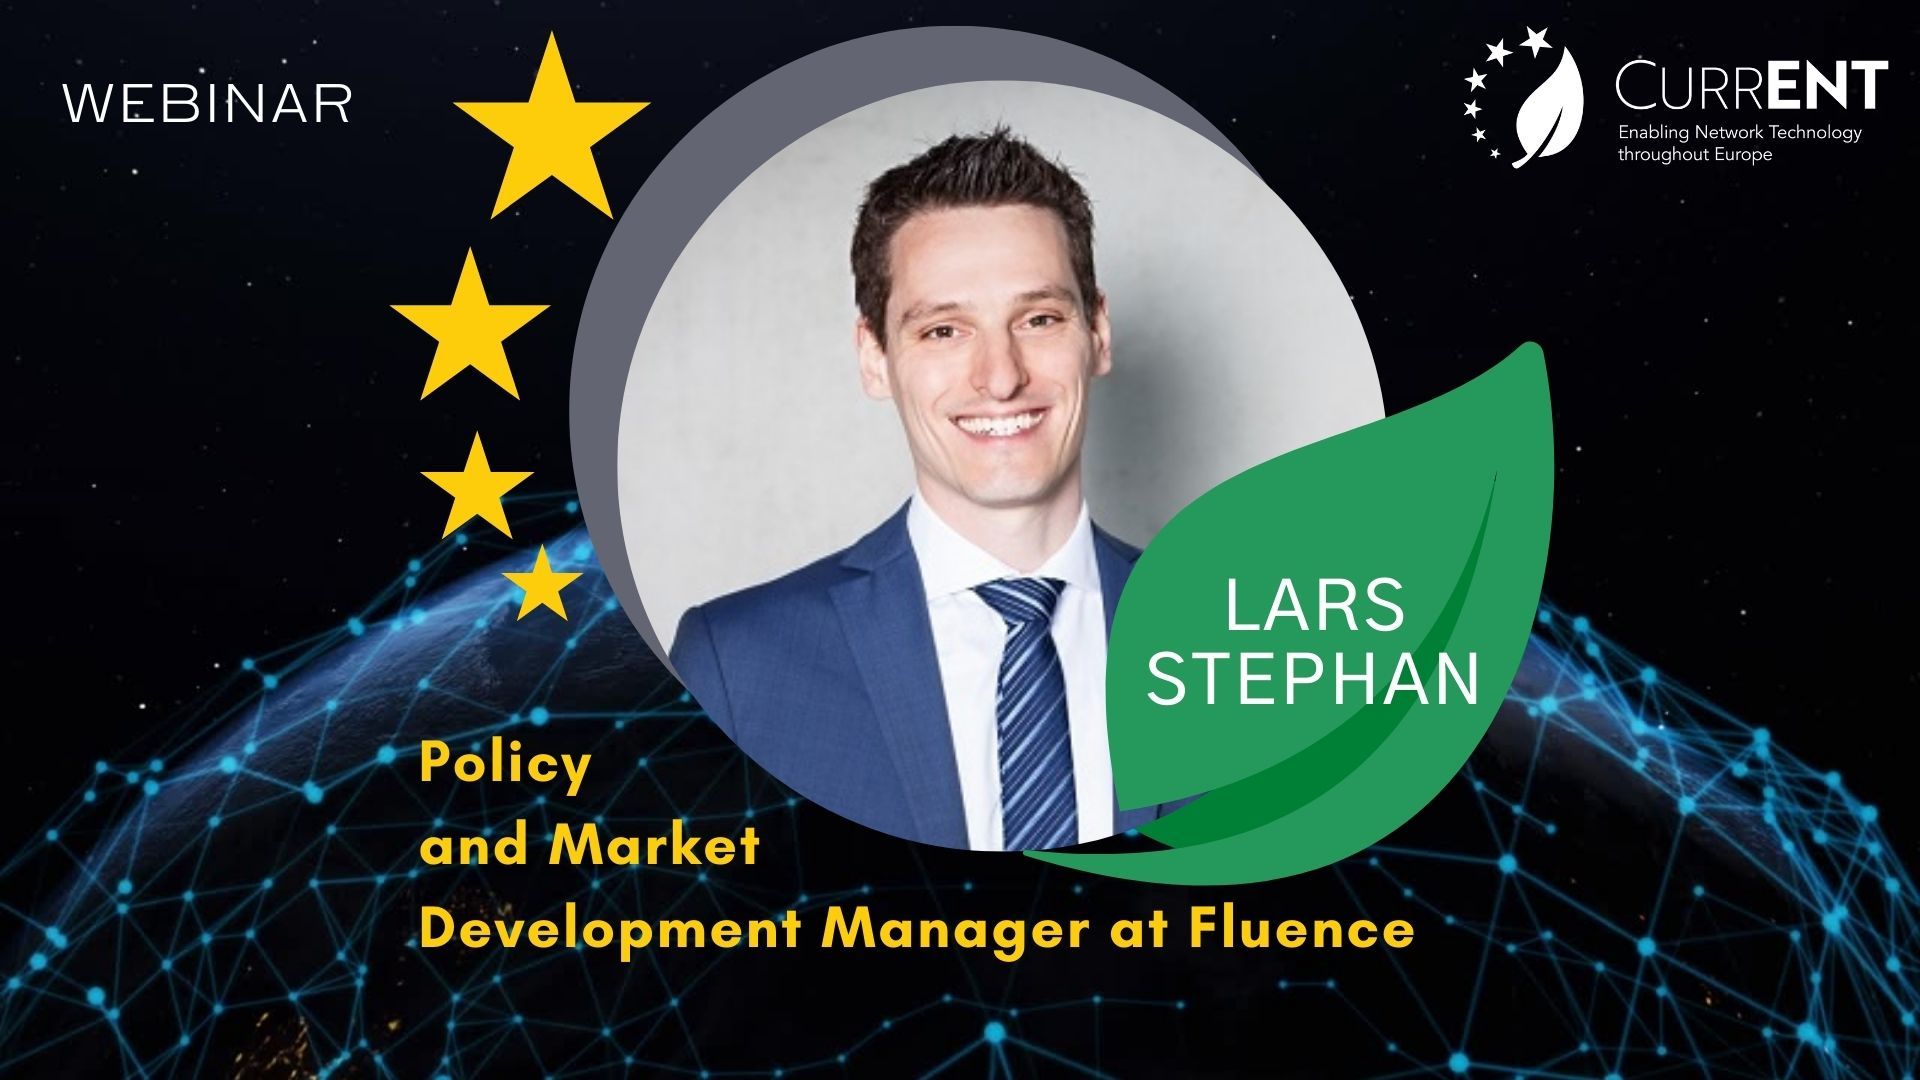 WEBINAR
CURRENT
Enabling Network Technology
throughout Europe
LARS
STEPHAN
Policy
and Market
Development Manager at Fluence